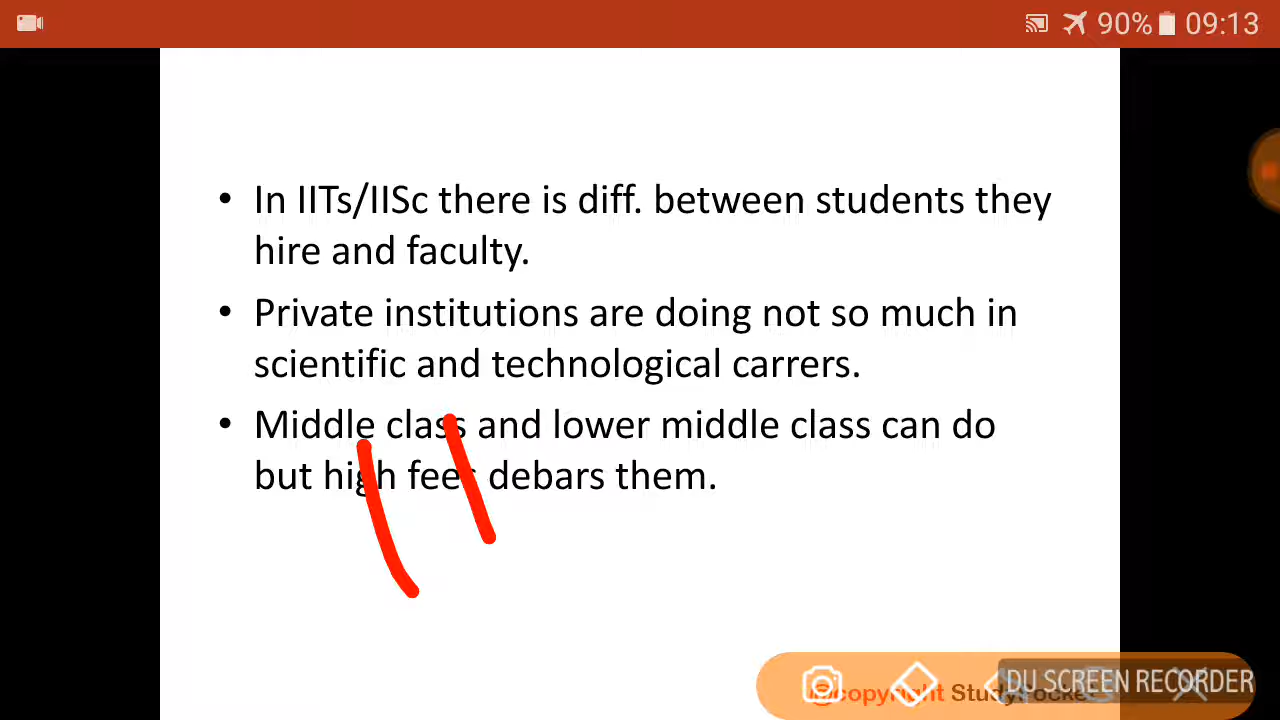 90% 09:13
• In IITs/IISc there is diff. between students they
hire and faculty.
• Private institutions are doing not so much in
scientific and technological carrers.
• Middle class and lower middle class can do
but high fees debars them.
DU SCREEN RECORDER
@copyright StudyPocket